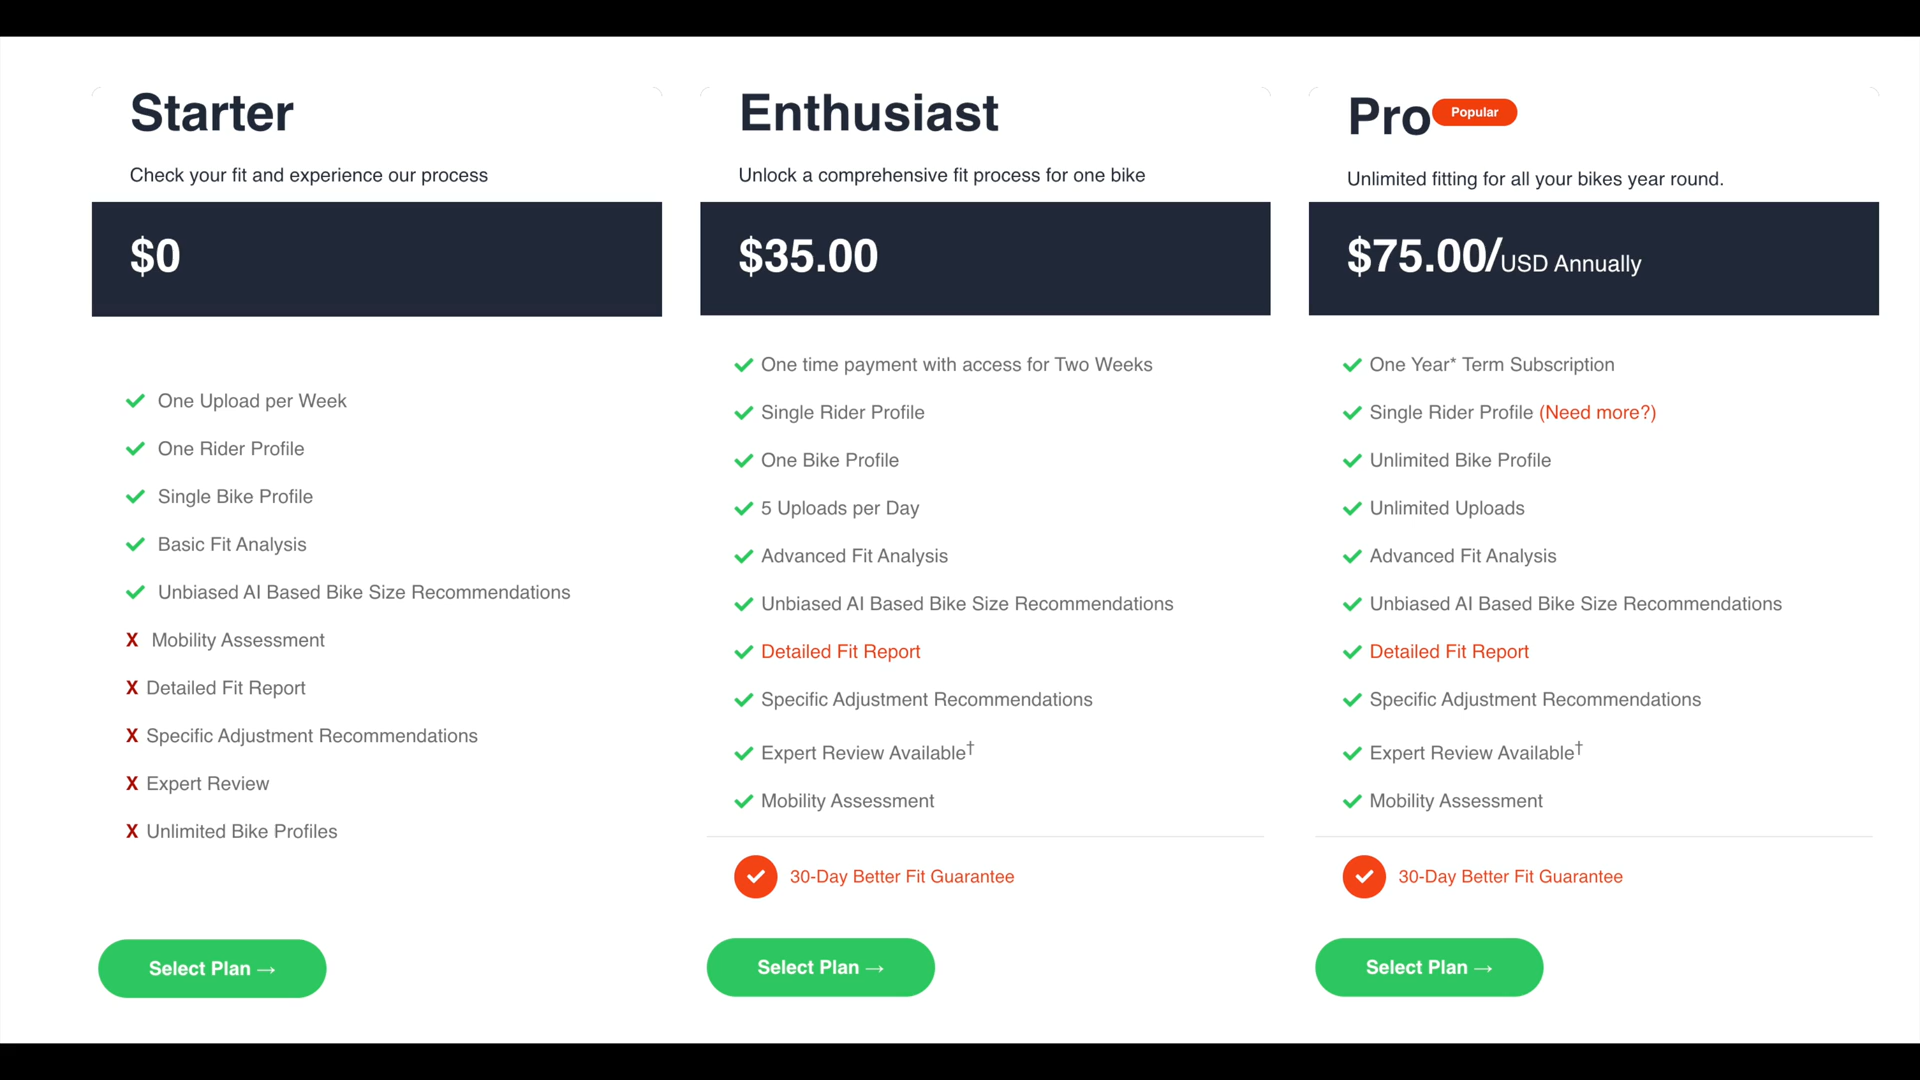 Starter
Check your fit and experience our process
$0
One Upload per Week
One Rider Profile
Single Bike Profile
Basic Fit Analysis
Unbiased AI Based Bike Size Recommendations
X Mobility Assessment
X Detailed Fit Report
X Specific Adjustment Recommendations
X Expert Review
X Unlimited Bike Profiles
Select Plan →
Enthusiast
Unlock a comprehensive fit process for one bike
$35.00
One time payment with access for Two Weeks
Single Rider Profile
One Bike Profile
5 Uploads per Day
Advanced Fit Analysis
Unbiased AI Based Bike Size Recommendations
Detailed Fit Report
Specific Adjustment Recommendations
Expert Review Available†
Mobility Assessment
30-Day Better Fit Guarantee
Select Plan →
Pro Popular
Unlimited fitting for all your bikes year round.
$75.00/USD Annually
One Year* Term Subscription
Single Rider Profile (Need more?)
Unlimited Bike Profile
Unlimited Uploads
Advanced Fit Analysis
Unbiased AI Based Bike Size Recommendations
Detailed Fit Report
Specific Adjustment Recommendations
Expert Review Available†
Mobility Assessment
30-Day Better Fit Guarantee
Select Plan →